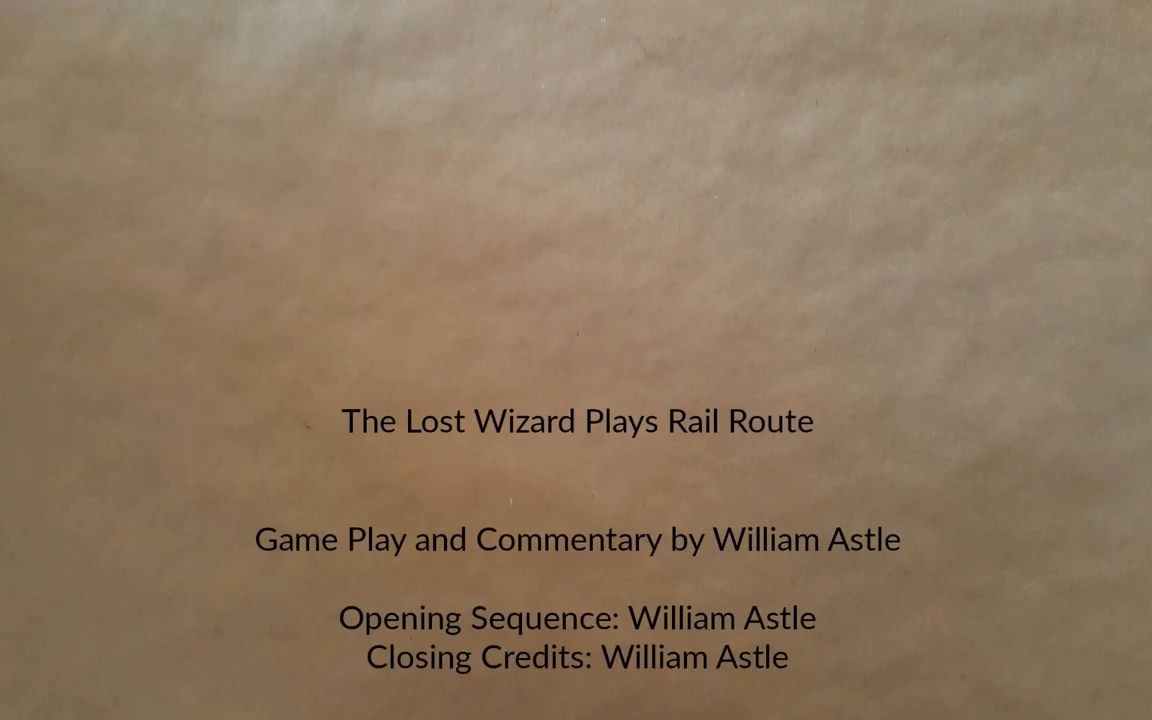 The Lost Wizard Plays Rail Route
Game Play and Commentary by William Astle
Opening Sequence: William Astle
Closing Credits: William Astle